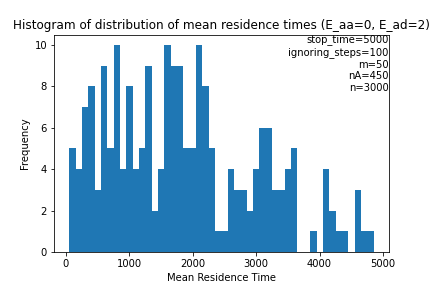 Histogram of distribution of mean residence times (E_aa=0, E_ad=2)
stop_time=5000
ignoring_steps=100
m=50
nA=450
n=3000
10
8
6
4
2
0
Frequency
0 1000 2000 3000 4000 5000
Mean Residence Time